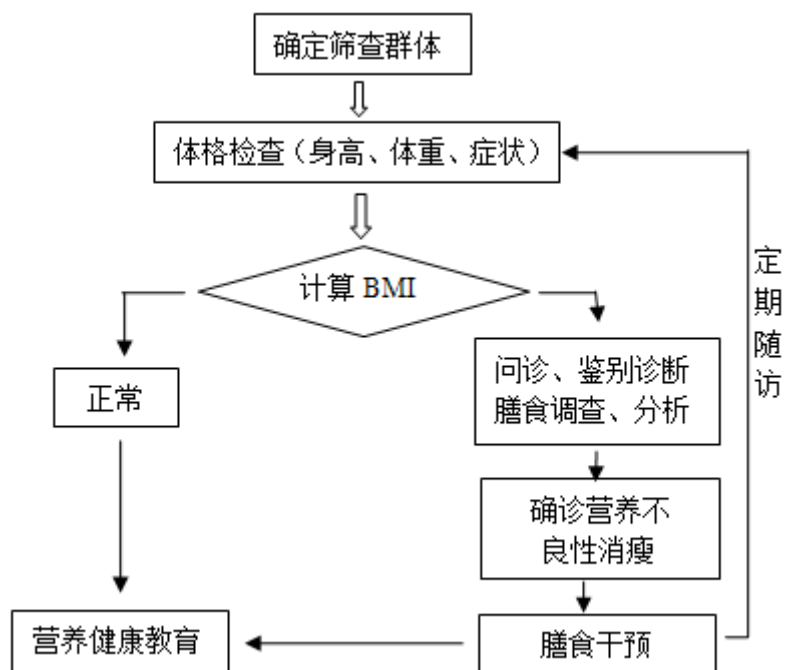 确定筛查群体
体格检查（身高、体重、症状）
计算 BMI
定
期
随
访
问诊、鉴别诊断
膳食调查、分析
正常
确诊营养不
良性消瘦
营养健康教育
膳食干预